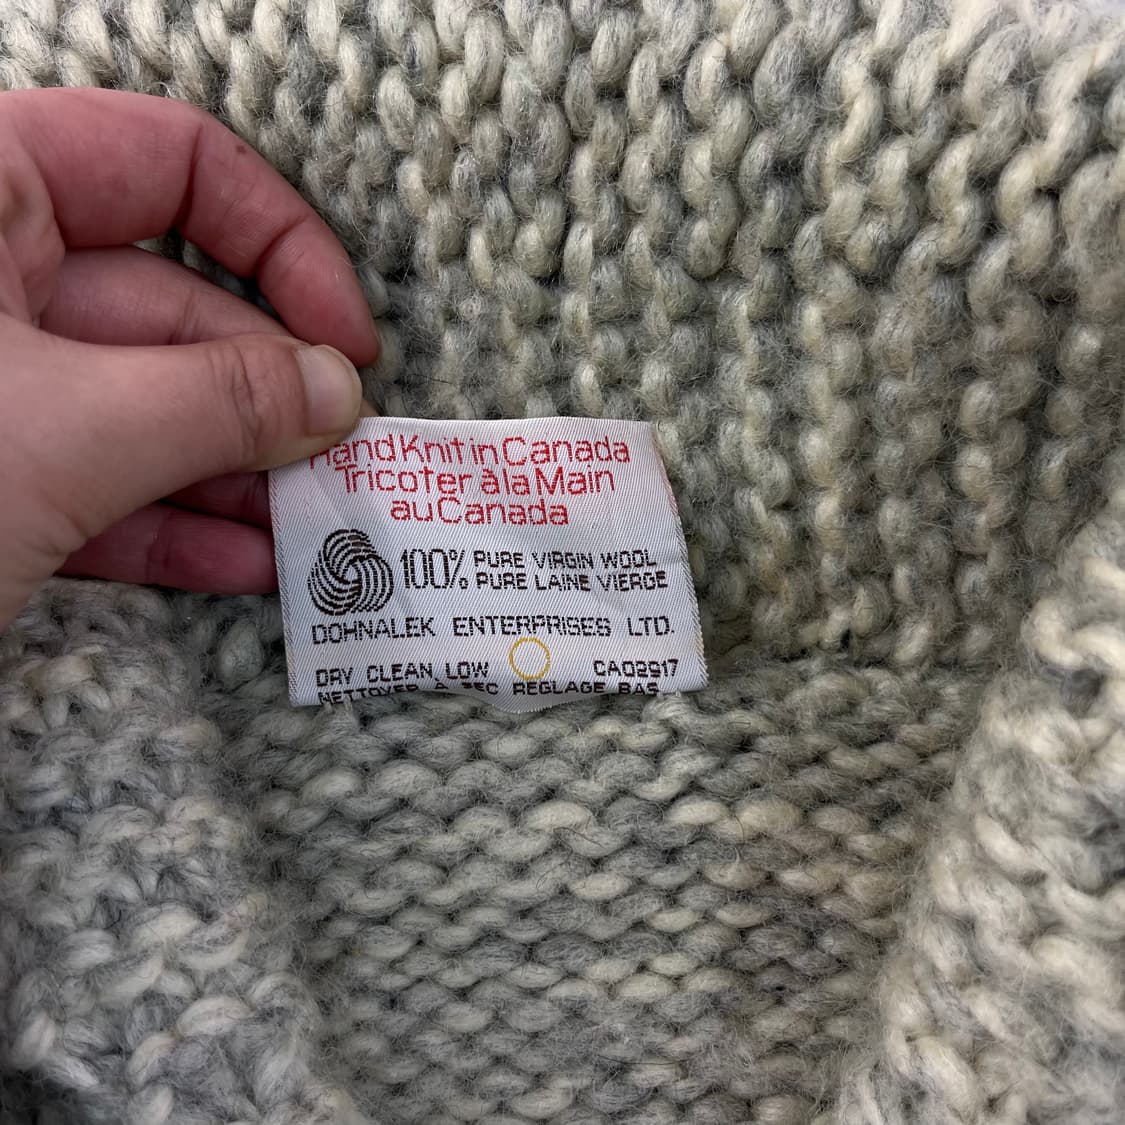 Hand Knit in Canada
Tricoter à la Main
au Canada
100% PURE VIRGIN WOOL
PURE LAINE VIERGE
DOHNALEK ENTERPRISES LTD.
DRY CLEAN LOW CA02917
NETTOYER À SEC REGLAGE BAS